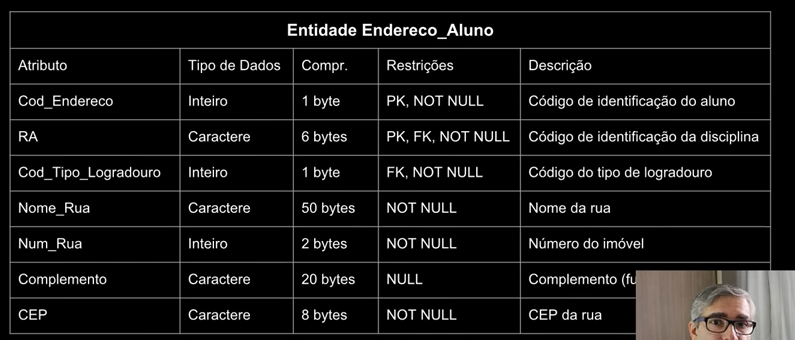 Entidade Endereco_Aluno
Atributo Tipo de Dados Compr. Restrições Descrição
Cod_Endereco Inteiro 1 byte PK, NOT NULL Código de identificação do aluno
RA Caractere 6 bytes PK, FK, NOT NULL Código de identificação da disciplina
Cod_Tipo_Logradouro Inteiro 1 byte FK, NOT NULL Código do tipo de logradouro
Nome_Rua Caractere 50 bytes NOT NULL Nome da rua
Num_Rua Inteiro 2 bytes NOT NULL Número do imóvel
Complemento Caractere 20 bytes NULL Complemento
CEP Caractere 8 bytes NOT NULL CEP da rua